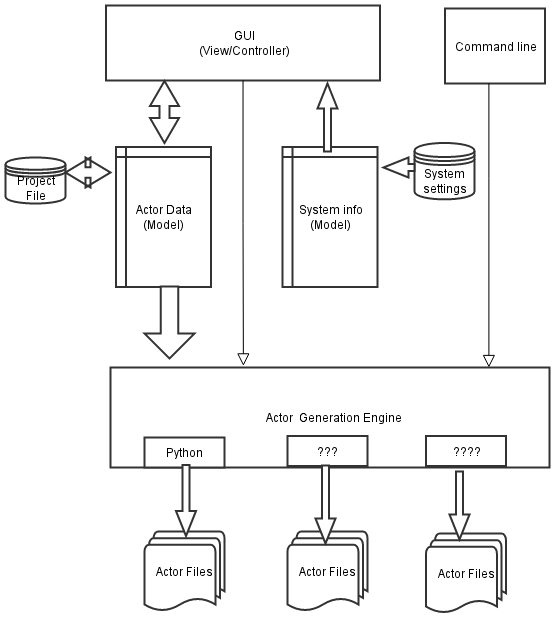 GUI
(View/Controller)
Command line
Project
File
Actor Data
(Model)
System info
(Model)
System
settings
Actor  Generation Engine
Python
???
????
Actor Files
Actor Files
Actor Files